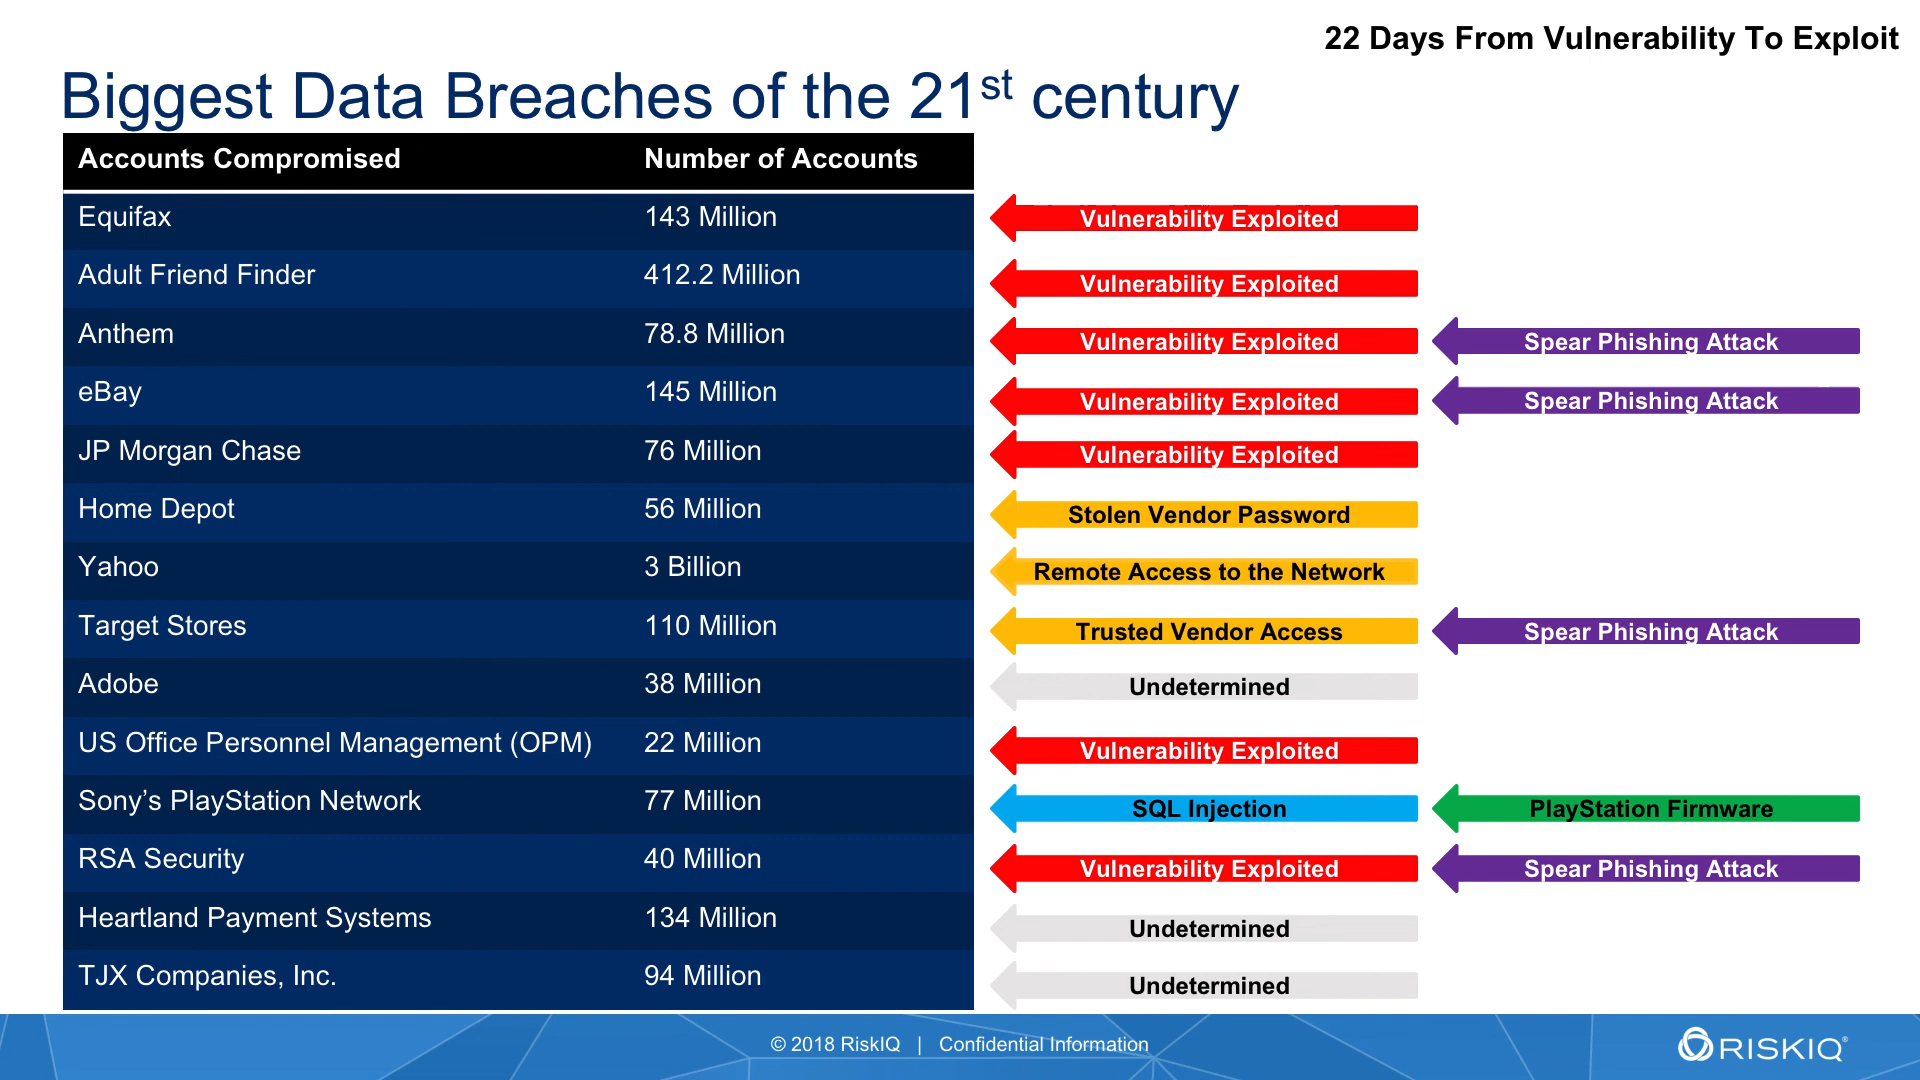 22 Days From Vulnerability To Exploit
Biggest Data Breaches of the 21st century
Accounts Compromised Number of Accounts
Equifax 143 Million Vulnerability Exploited
Adult Friend Finder 412.2 Million Vulnerability Exploited
Anthem 78.8 Million Vulnerability Exploited Spear Phishing Attack
eBay 145 Million Vulnerability Exploited Spear Phishing Attack
JP Morgan Chase 76 Million Vulnerability Exploited
Home Depot 56 Million Stolen Vendor Password
Yahoo 3 Billion Remote Access to the Network
Target Stores 110 Million Trusted Vendor Access Spear Phishing Attack
Adobe 38 Million Undetermined
US Office Personnel Management (OPM) 22 Million Vulnerability Exploited
Sony’s PlayStation Network 77 Million SQL Injection PlayStation Firmware
RSA Security 40 Million Vulnerability Exploited Spear Phishing Attack
Heartland Payment Systems 134 Million Undetermined
TJX Companies, Inc. 94 Million Undetermined
© 2018 RiskIQ | Confidential Information
RISKIQ®